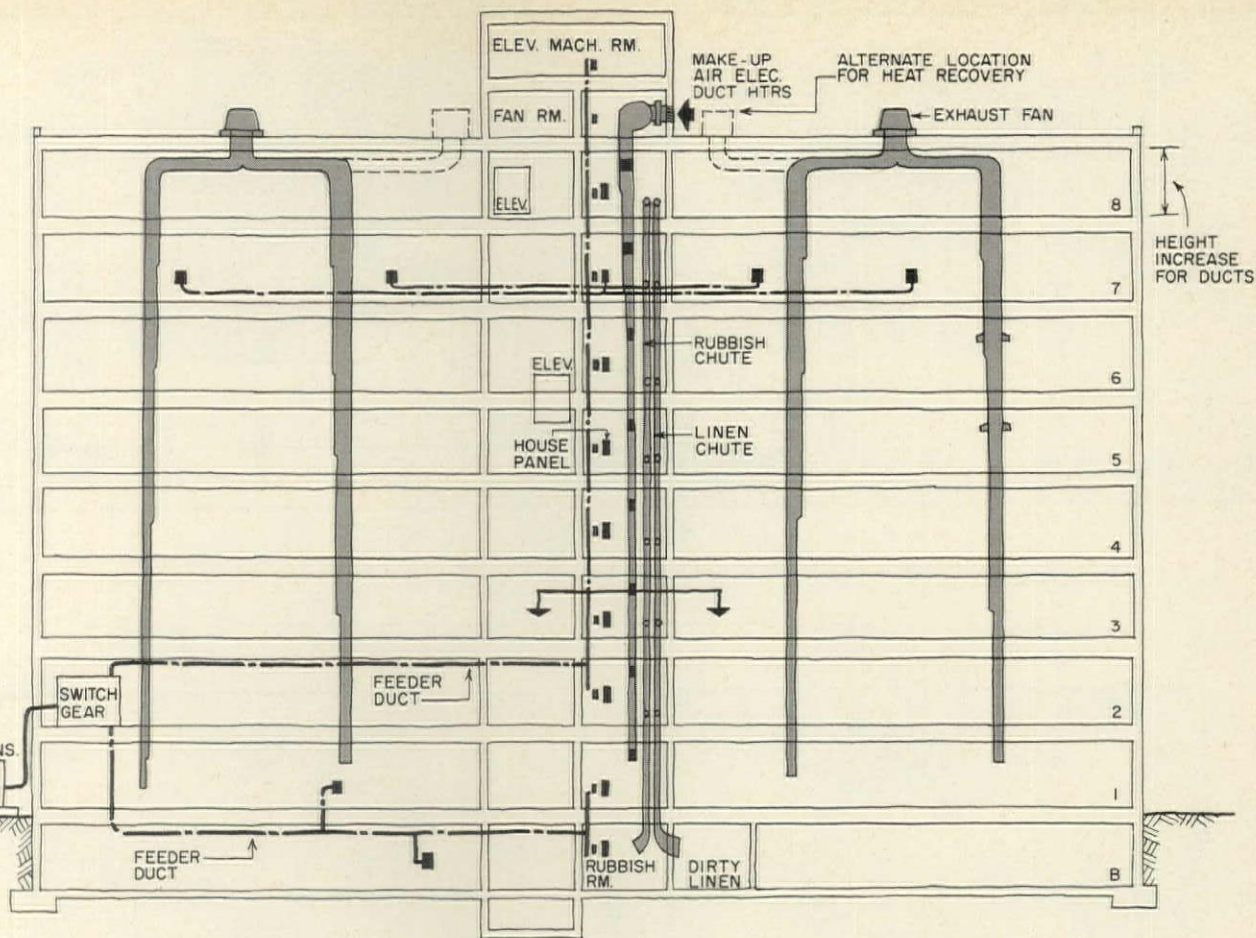 ELEV. MACH. RM.
MAKE-UP
AIR ELEC.
DUCT HTRS
ALTERNATE LOCATION
FOR HEAT RECOVERY
FAN RM.
EXHAUST FAN
ELEV.
8
HEIGHT
INCREASE
FOR DUCTS
7
RUBBISH
CHUTE
ELEV.
6
HOUSE
PANEL
LINEN
CHUTE
5
4
3
FEEDER
DUCT
SWITCH
GEAR
2
1
FEEDER
DUCT
RUBBISH
RM.
DIRTY
LINEN
B